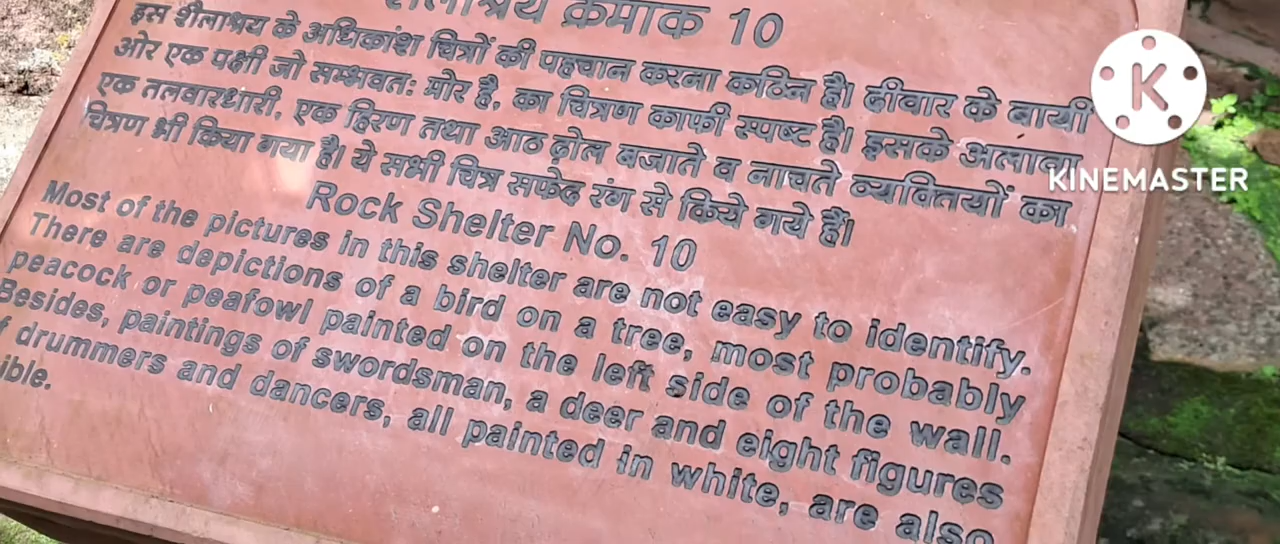 शैलाश्रय क्रमांक 10
इस शैलाश्रय के अधिकांश चित्रों की पहचान करना कठिन है। दीवार के बायीं
ओर एक पक्षी जो सम्भवतः मोर है, का चित्रण काफी स्पष्ट है। इसके अलावा
एक तलवारधारी, एक हिरण तथा आठ ढ़ोल बजाते व नाचते व्यक्तियों का
चित्रण भी किया गया है। ये सभी चित्र सफेद रंग से किये गये हैं।
Rock Shelter No. 10
Most of the pictures in this shelter are not easy to identify.
There are depictions of a bird on a tree, most probably
peacock or peafowl painted on the left side of the wall.
Besides, paintings of swordsman, a deer and eight figures
f drummers and dancers, all painted in white, are also
ible.
K
KINEMASTER